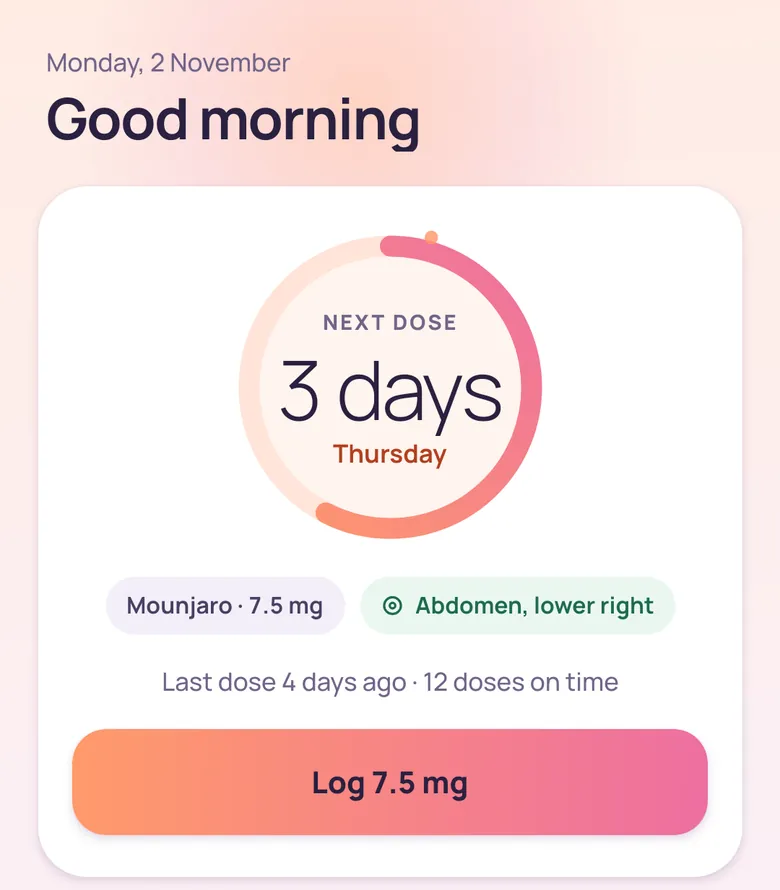 Monday, 2 November
Good morning
NEXT DOSE
3 days
Thursday
Mounjaro · 7.5 mg
Abdomen, lower right
Last dose 4 days ago · 12 doses on time
Log 7.5 mg